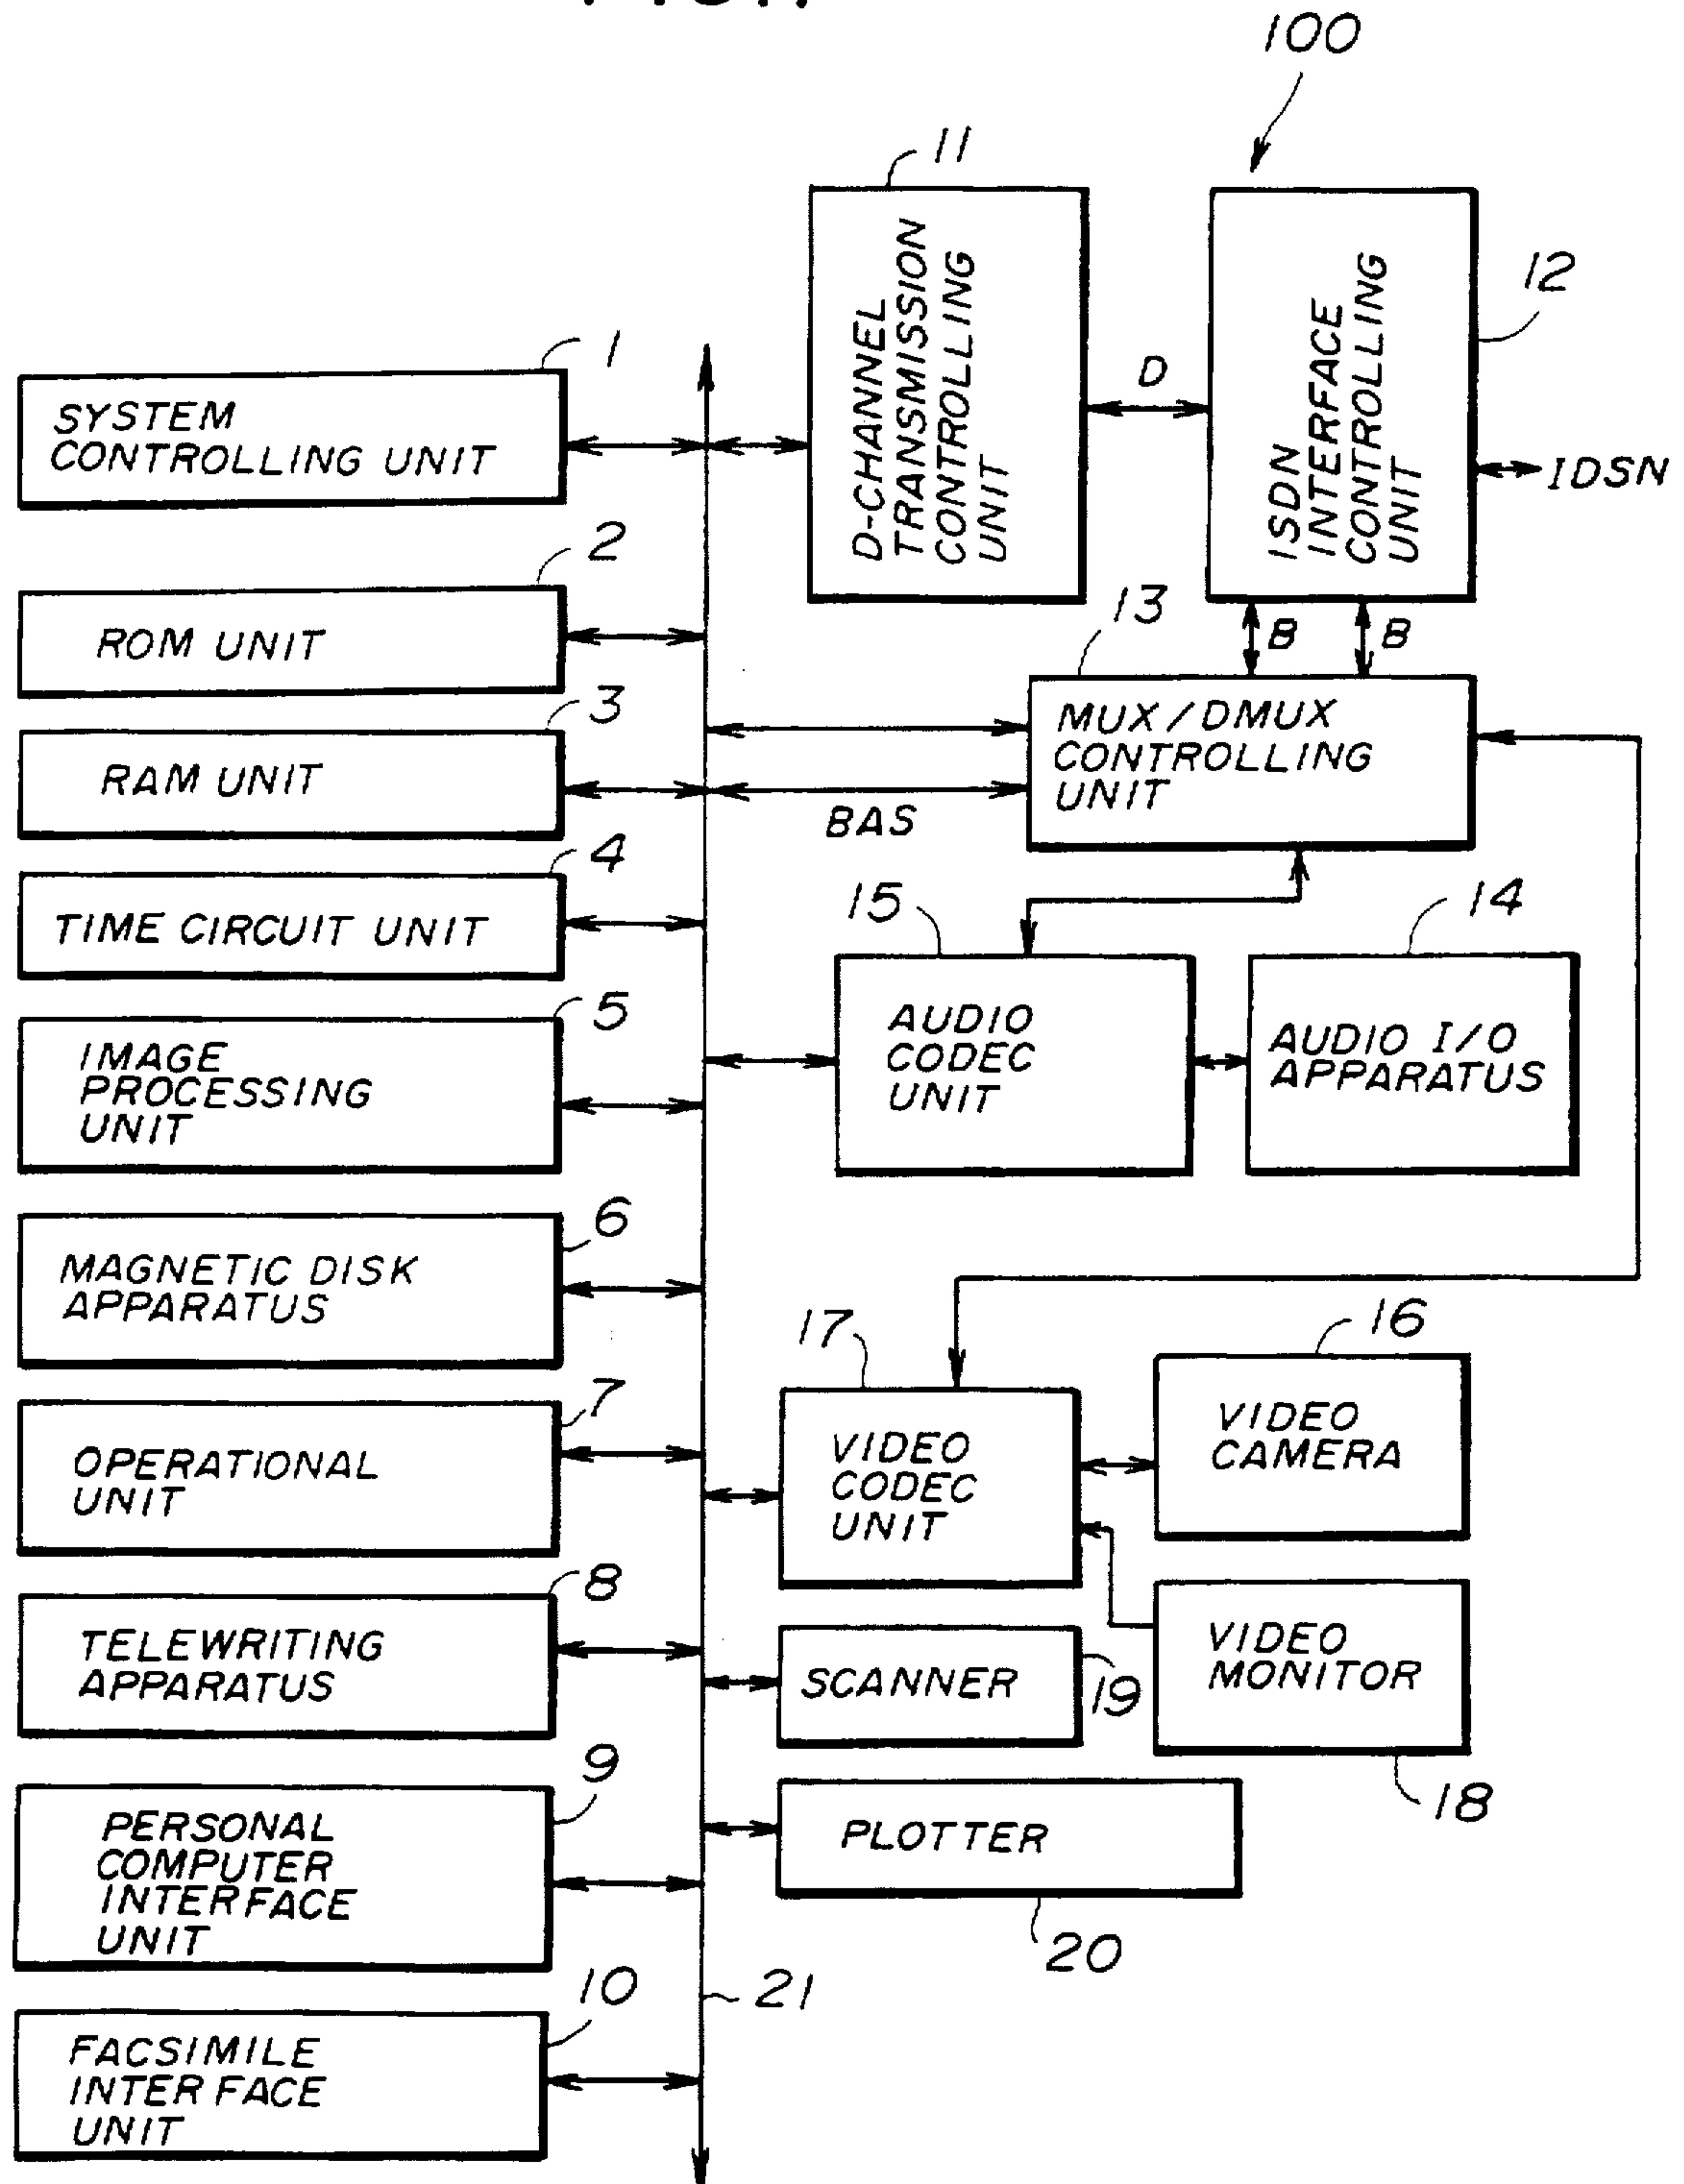 100
11
D-CHANNEL
TRANSMISSION
CONTROLLING
UNIT
12
ISDN
INTERFACE
CONTROLLING
UNIT
D
IDSN
1
SYSTEM
CONTROLLING UNIT
2
ROM UNIT
13
B
B
MUX/DMUX
CONTROLLING
UNIT
3
RAM UNIT
BAS
4
TIME CIRCUIT UNIT
15
AUDIO
CODEC
UNIT
14
AUDIO I/O
APPARATUS
5
IMAGE
PROCESSING
UNIT
6
MAGNETIC DISK
APPARATUS
17
VIDEO
CODEC
UNIT
16
VIDEO
CAMERA
7
OPERATIONAL
UNIT
8
TELEWRITING
APPARATUS
SCANNER
19
VIDEO
MONITOR
18
9
PERSONAL
COMPUTER
INTERFACE
UNIT
PLOTTER
20
10
21
FACSIMILE
INTERFACE
UNIT